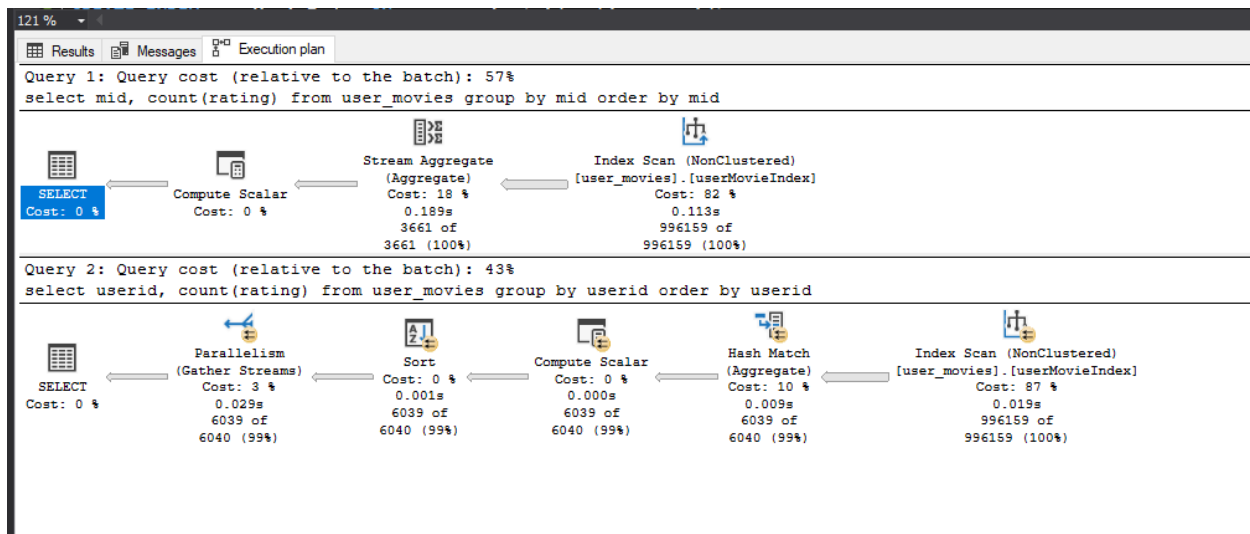 121 %
Results Messages Execution plan
Query 1: Query cost (relative to the batch): 57%
select mid, count(rating) from user_movies group by mid order by mid
SELECT
Cost: 0 %
Compute Scalar
Cost: 0 %
Stream Aggregate
(Aggregate)
Cost: 18 %
0.189s
3661 of
3661 (100%)
Index Scan (NonClustered)
[user_movies].[userMovieIndex]
Cost: 82 %
0.113s
996159 of
996159 (100%)
Query 2: Query cost (relative to the batch): 43%
select userid, count(rating) from user_movies group by userid order by userid
SELECT
Cost: 0 %
Parallelism
(Gather Streams)
Cost: 3 %
0.029s
6039 of
6040 (99%)
Sort
Cost: 0 %
0.001s
6039 of
6040 (99%)
Compute Scalar
Cost: 0 %
0.000s
6039 of
6040 (99%)
Hash Match
(Aggregate)
Cost: 10 %
0.009s
6039 of
6040 (99%)
Index Scan (NonClustered)
[user_movies].[userMovieIndex]
Cost: 87 %
0.019s
996159 of
996159 (100%)